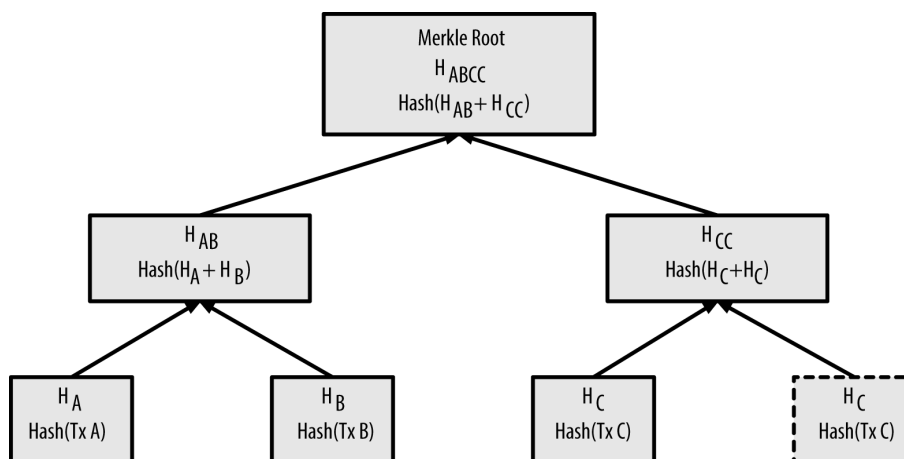 Merkle Root
H ABCC
Hash(H AB + H CC)
H AB
Hash(H A + H B)
H CC
Hash(H C+H C)
H A
Hash(Tx A)
H B
Hash(Tx B)
H C
Hash(Tx C)
H C
Hash(Tx C)